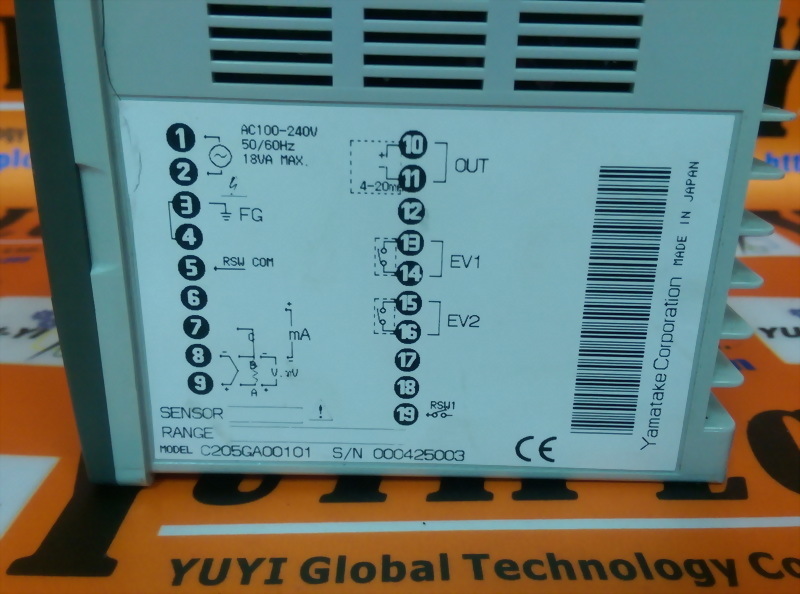 1
AC100-240V
50/60Hz
18VA MAX.
2
3
FG
4
5
RSW COM
6
7
mA
C
8
B
V. mV
9
A
SENSOR
RANGE
MODEL C205GA00101 S/N 000425003
10
OUT
11
4-20mA
12
13
EV1
14
15
EV2
16
17
18
19
RSW1
CE
Yamatake Corporation MADE IN JAPAN
YUYI Global Technology Co